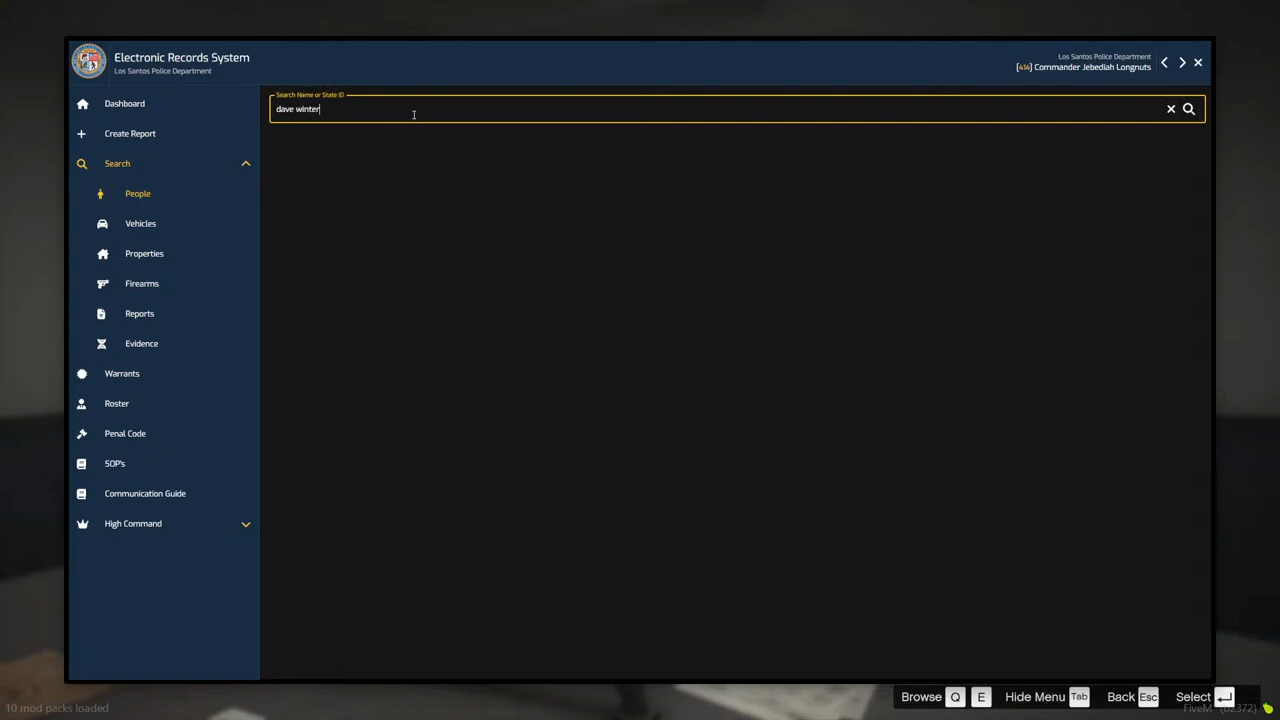 Electronic Records System
Los Santos Police Department
Los Santos Police Department
[414] Commander Jebediah Longnuts
Dashboard
Create Report
Search
People
Vehicles
Properties
Firearms
Reports
Evidence
Warrants
Roster
Penal Code
SOP's
Communication Guide
High Command
Search Name or State ID
dave winter
Browse Q E Hide Menu Tab Back Esc Select
10 mod packs loaded
FiveM (b2372)